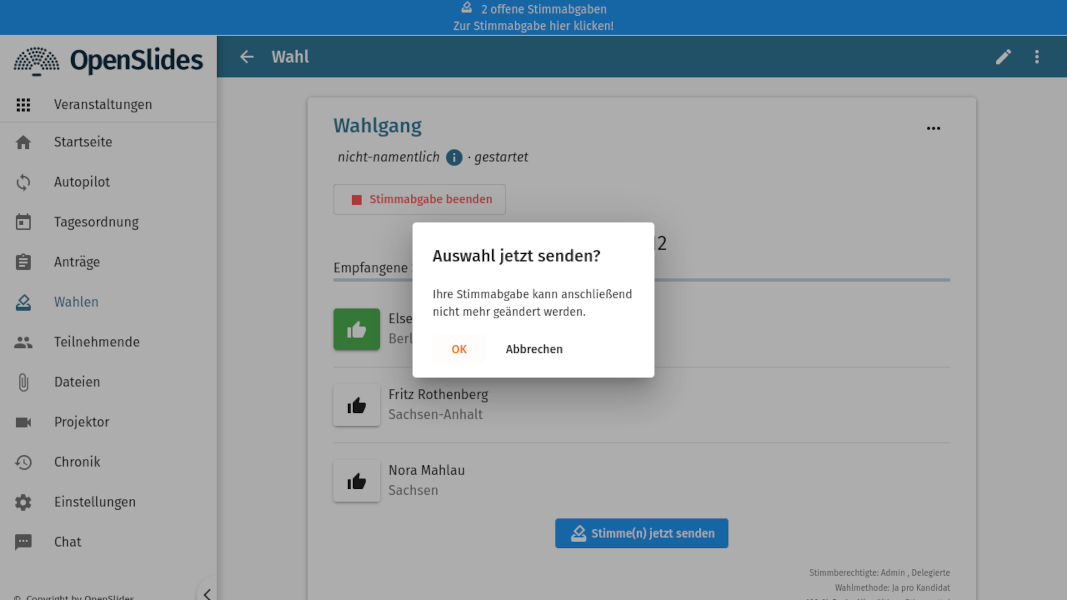 2 offene Stimmabgaben
Zur Stimmabgabe hier klicken!
OpenSlides
Wahl
Veranstaltungen
Startseite
Autopilot
Tagesordnung
Anträge
Wahlen
Teilnehmende
Dateien
Projektor
Chronik
Einstellungen
Chat
© Copyright by OpenSlides
Wahlgang
nicht-namentlich · gestartet
Stimmabgabe beenden
12
Empfangene
Auswahl jetzt senden?
Ihre Stimmabgabe kann anschließend
nicht mehr geändert werden.
OK
Abbrechen
Fritz Rothenberg
Sachsen-Anhalt
Nora Mahlau
Sachsen
Stimme(n) jetzt senden
Stimmberechtigte: Admin , Delegierte
Wahlmethode: Ja pro Kandidat